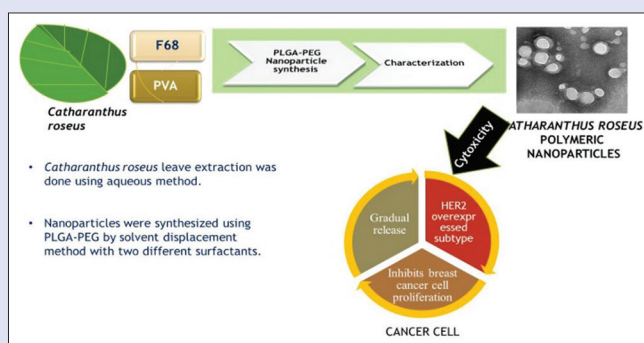 F68
PVA
Catharanthus
roseus
PLGA-PEG
Nanoparticle
synthesis
Characterization
ATHARANTHUS ROSEUS
POLYMERIC
NANOPARTICLES
Cytoxicity
• Catharanthus roseus leave extraction was
done using aqueous method.
• Nanoparticles were synthesized using
PLGA-PEG by solvent displacement
method with two different surfactants.
Gradual
release
HER2
overexpr
essed
subtype
Inhibits breast
cancer cell
proliferation
CANCER CELL